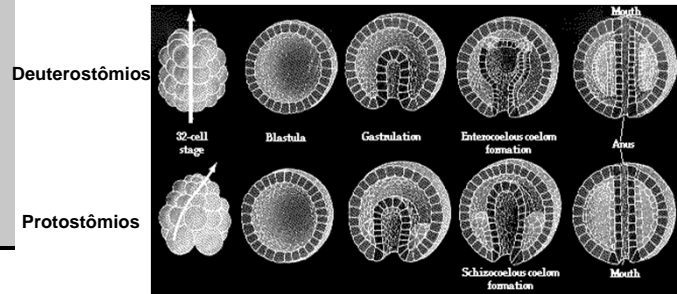 Mouth
Deuterostômios
32-cell
stage
Blastula
Gastrulation
Enterocoelous coelom
formation
Anus
Protostômios
Schizocoelous coelom
formation
Mouth